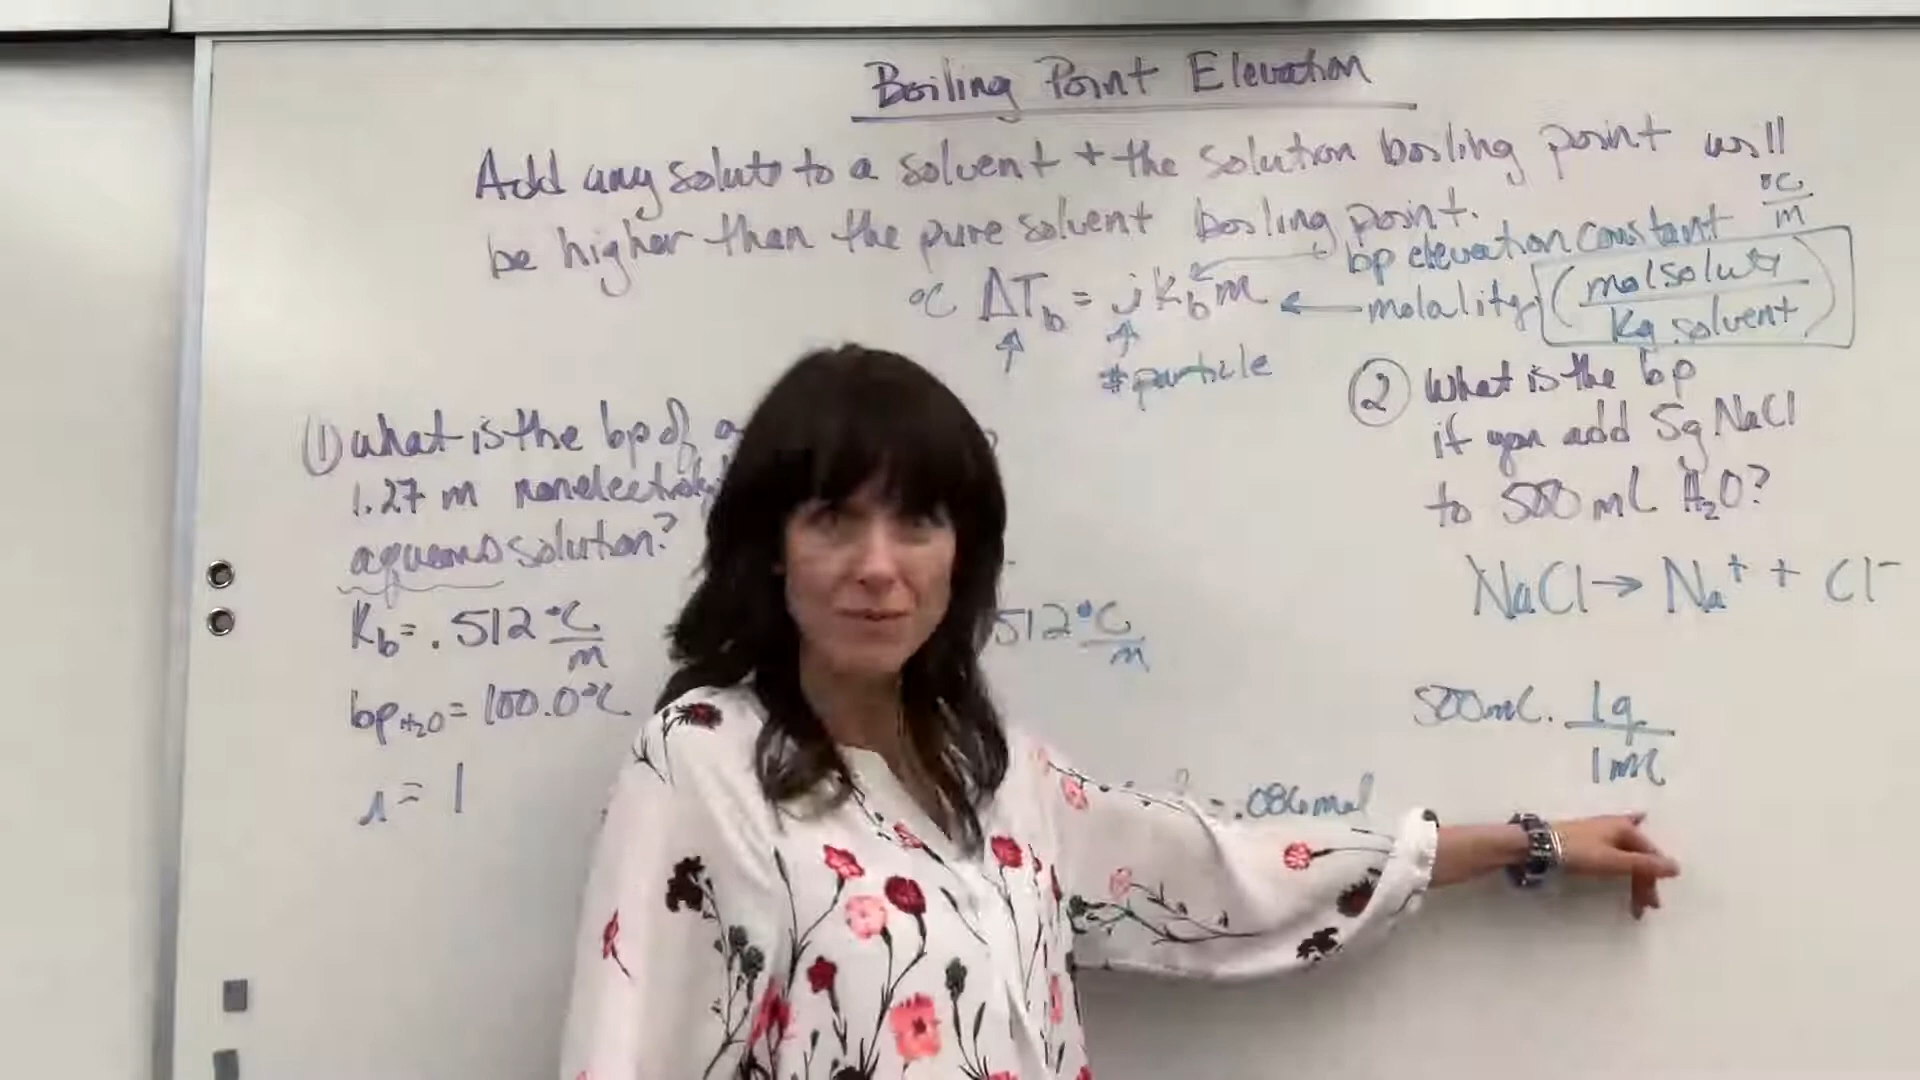 Boiling Point Elevation
Add any solute to a solvent + the solution boiling point will
be higher than the pure solvent boiling point.
bp elevation constant °C/m
°C ΔTb = i kb m ← molality (mol solute / Kg solvent)
# particle
① What is the bp of a
1.27 m nonelectrolyte
aqueous solution?
Kb = .512 °C/m
bp H₂O = 100.0°C
i = 1
512 °C/m
= .086 mol
② What is the bp
if you add 5g NaCl
to 500 mL H₂O?
NaCl → Na⁺ + Cl⁻
500 mL . 1g / 1 mL